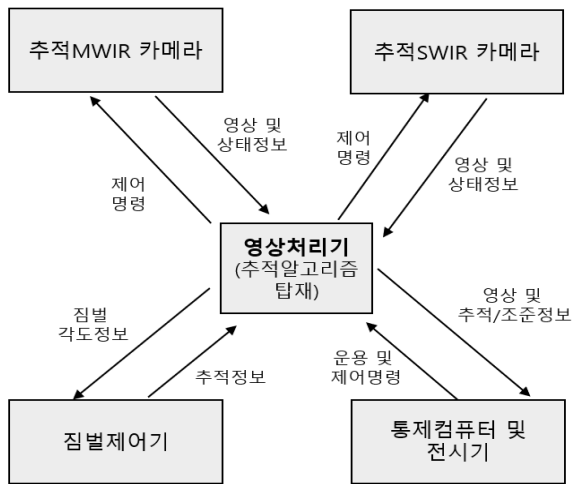 추적MWIR 카메라
추적SWIR 카메라
영상 및
상태정보
제어
명령
제어
명령
영상 및
상태정보
영상처리기
(추적알고리즘
탑재)
짐벌
각도정보
추적정보
영상 및
추적/조준정보
운용 및
제어명령
짐벌제어기
통제컴퓨터 및
전시기